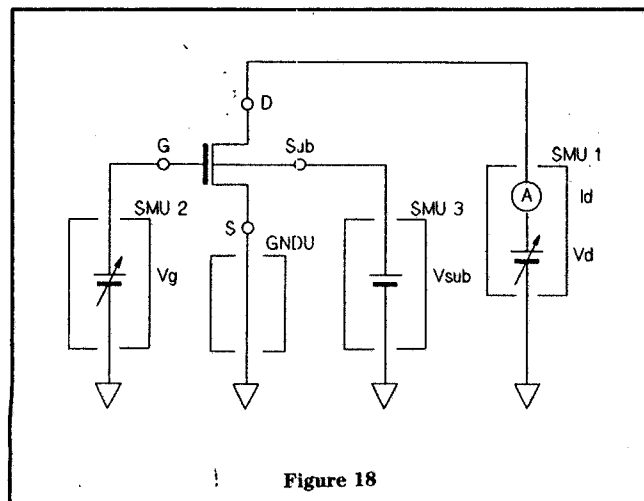 D
G
Sub
SMU 1
A
Id
SMU 2
S
GNDU
SMU 3
Vg
Vsub
Vd
Figure 18